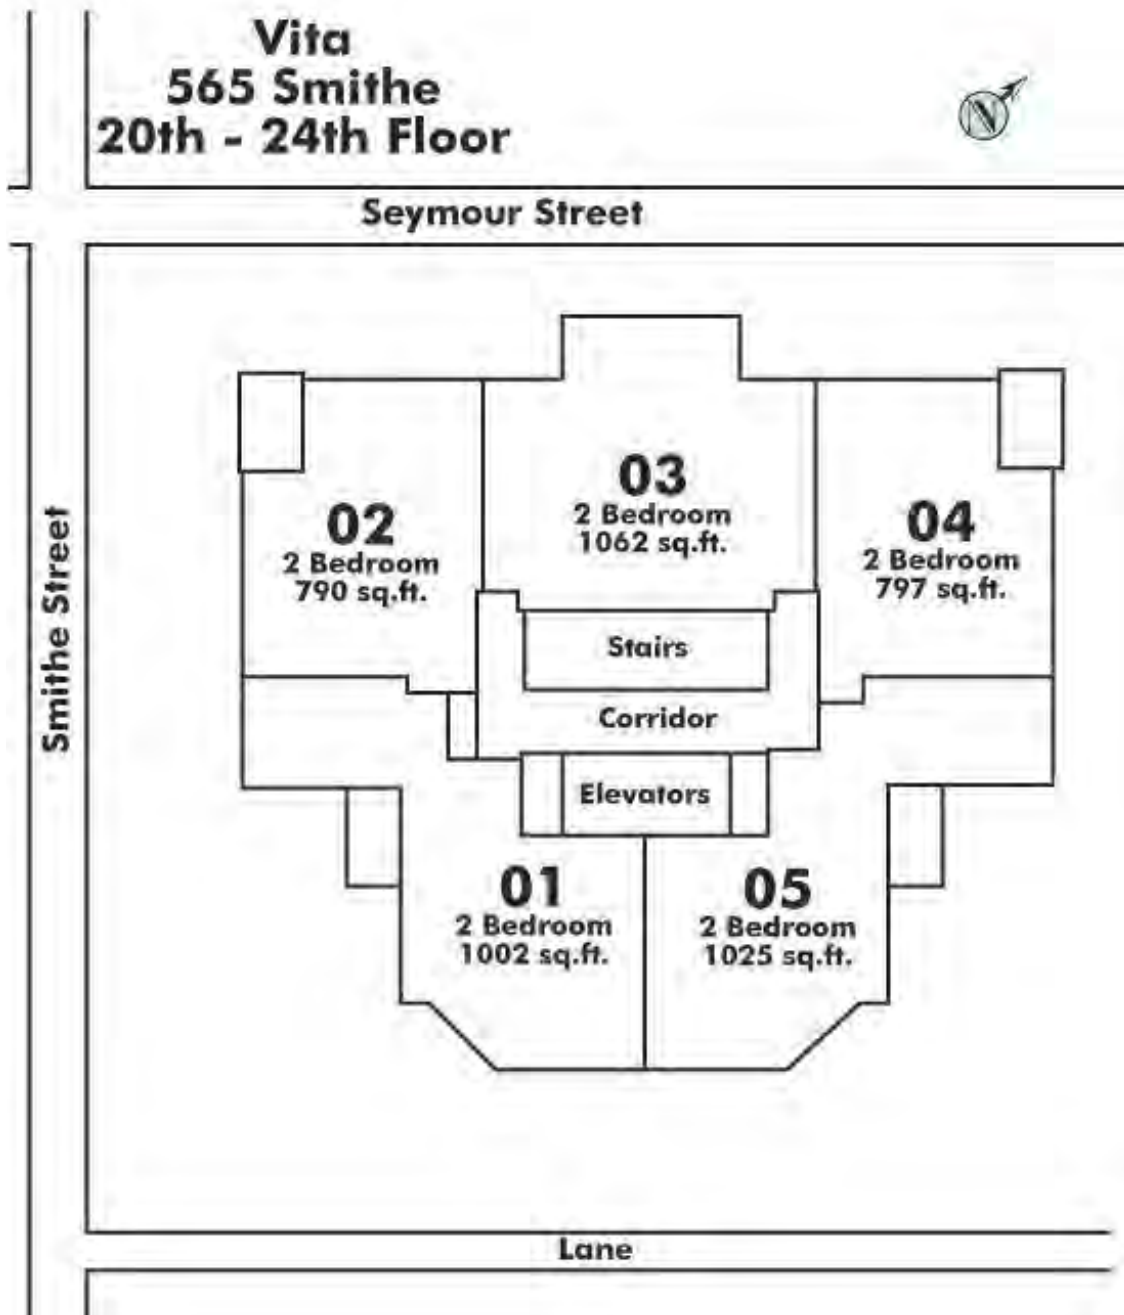 Vita
565 Smithe
20th - 24th Floor
N
Seymour Street
Smithe Street
03
2 Bedroom
1062 sq.ft.
02
2 Bedroom
790 sq.ft.
04
2 Bedroom
797 sq.ft.
Stairs
Corridor
Elevators
01
2 Bedroom
1002 sq.ft.
05
2 Bedroom
1025 sq.ft.
Lane